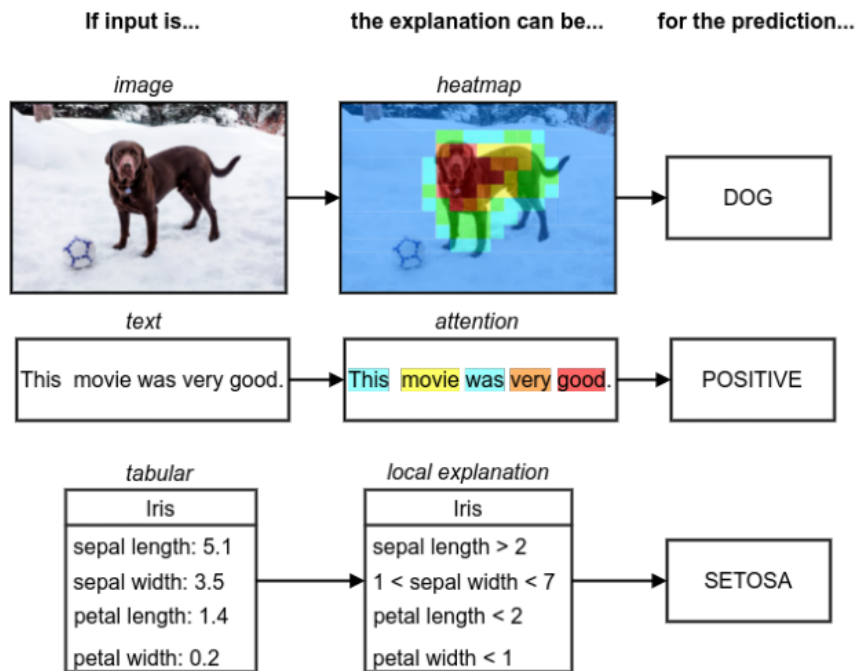 If input is... the explanation can be... for the prediction...
image heatmap
DOG
text attention
This movie was very good. This movie was very good. POSITIVE
tabular local explanation
Iris Iris
sepal length: 5.1 sepal length > 2
sepal width: 3.5 1 < sepal width < 7 SETOSA
petal length: 1.4 petal length < 2
petal width: 0.2 petal width < 1